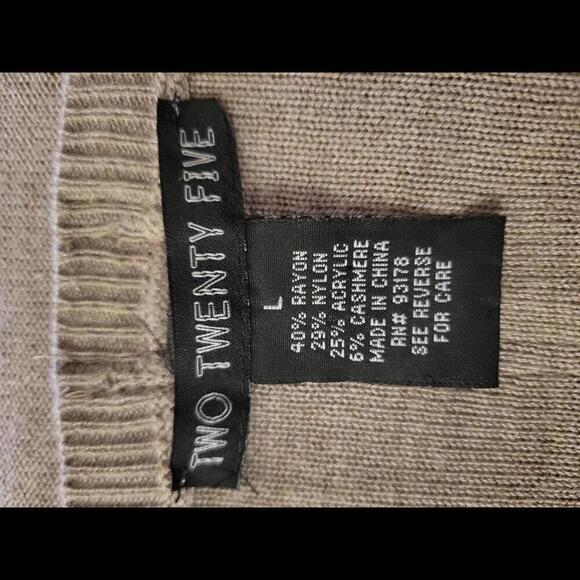 TWO TWENTY FIVE
L
40% RAYON
29% NYLON
25% ACRYLIC
6% CASHMERE
MADE IN CHINA
RN# 93178
SEE REVERSE
FOR CARE